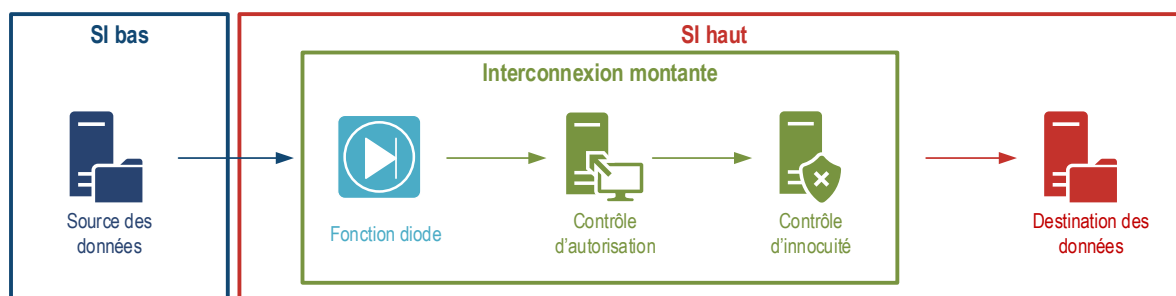 SI bas
SI haut
Interconnexion montante
Source des
données
Fonction diode
Contrôle
d'autorisation
Contrôle
d'innocuité
Destination des
données